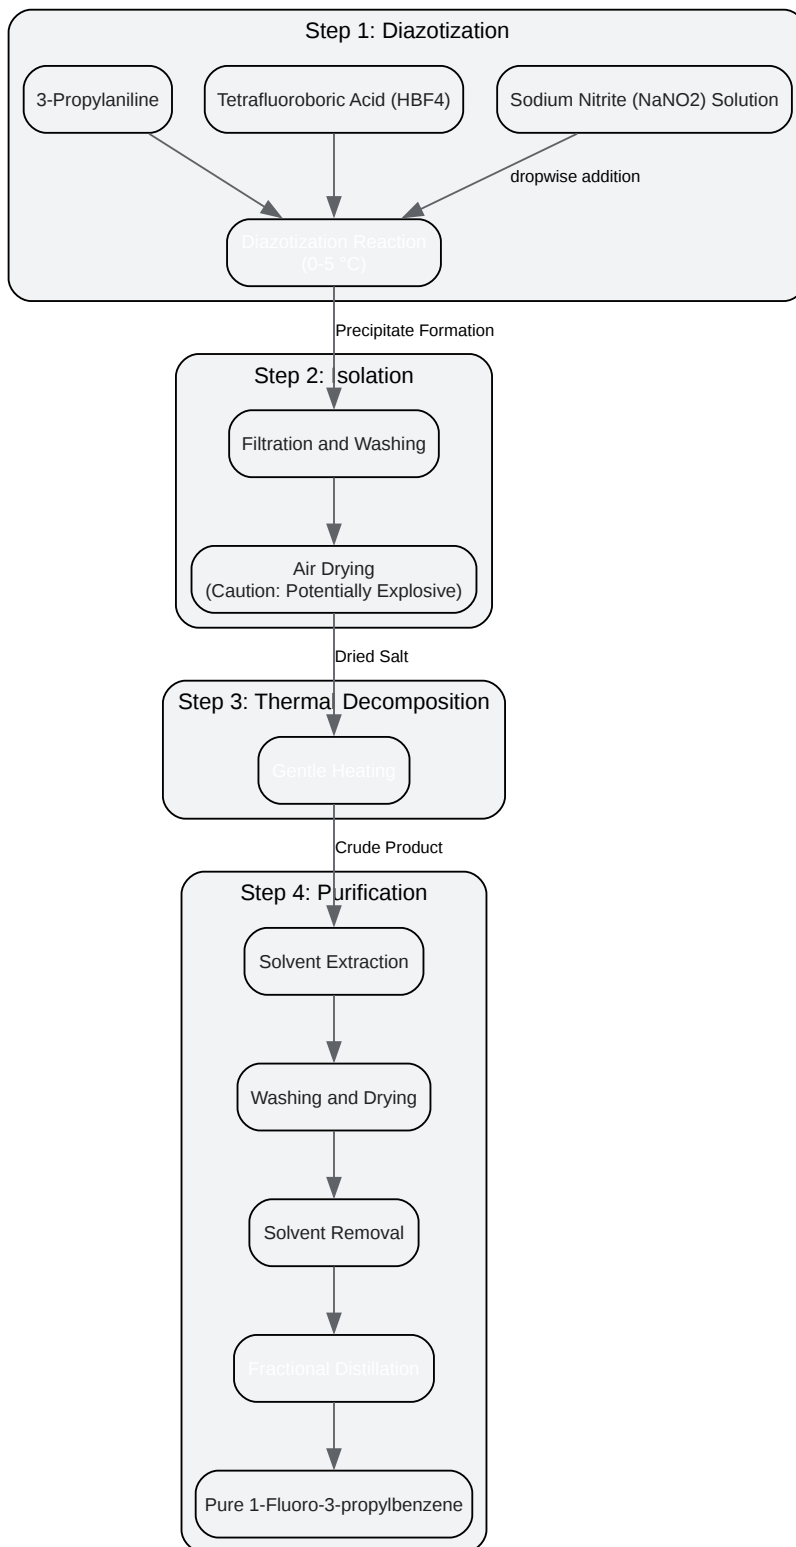 Step 1: Diazotization
3-Propylaniline
Tetrafluoroboric Acid (HBF4)
Sodium Nitrite (NaNO2) Solution
dropwise addition
Diazotization Reaction
(0-5 °C)
Precipitate Formation
Step 2: Isolation
Filtration and Washing
Air Drying
(Caution: Potentially Explosive)
Dried Salt
Step 3: Thermal Decomposition
Gentle Heating
Crude Product
Step 4: Purification
Solvent Extraction
Washing and Drying
Solvent Removal
Fractional Distillation
Pure 1-Fluoro-3-propylbenzene